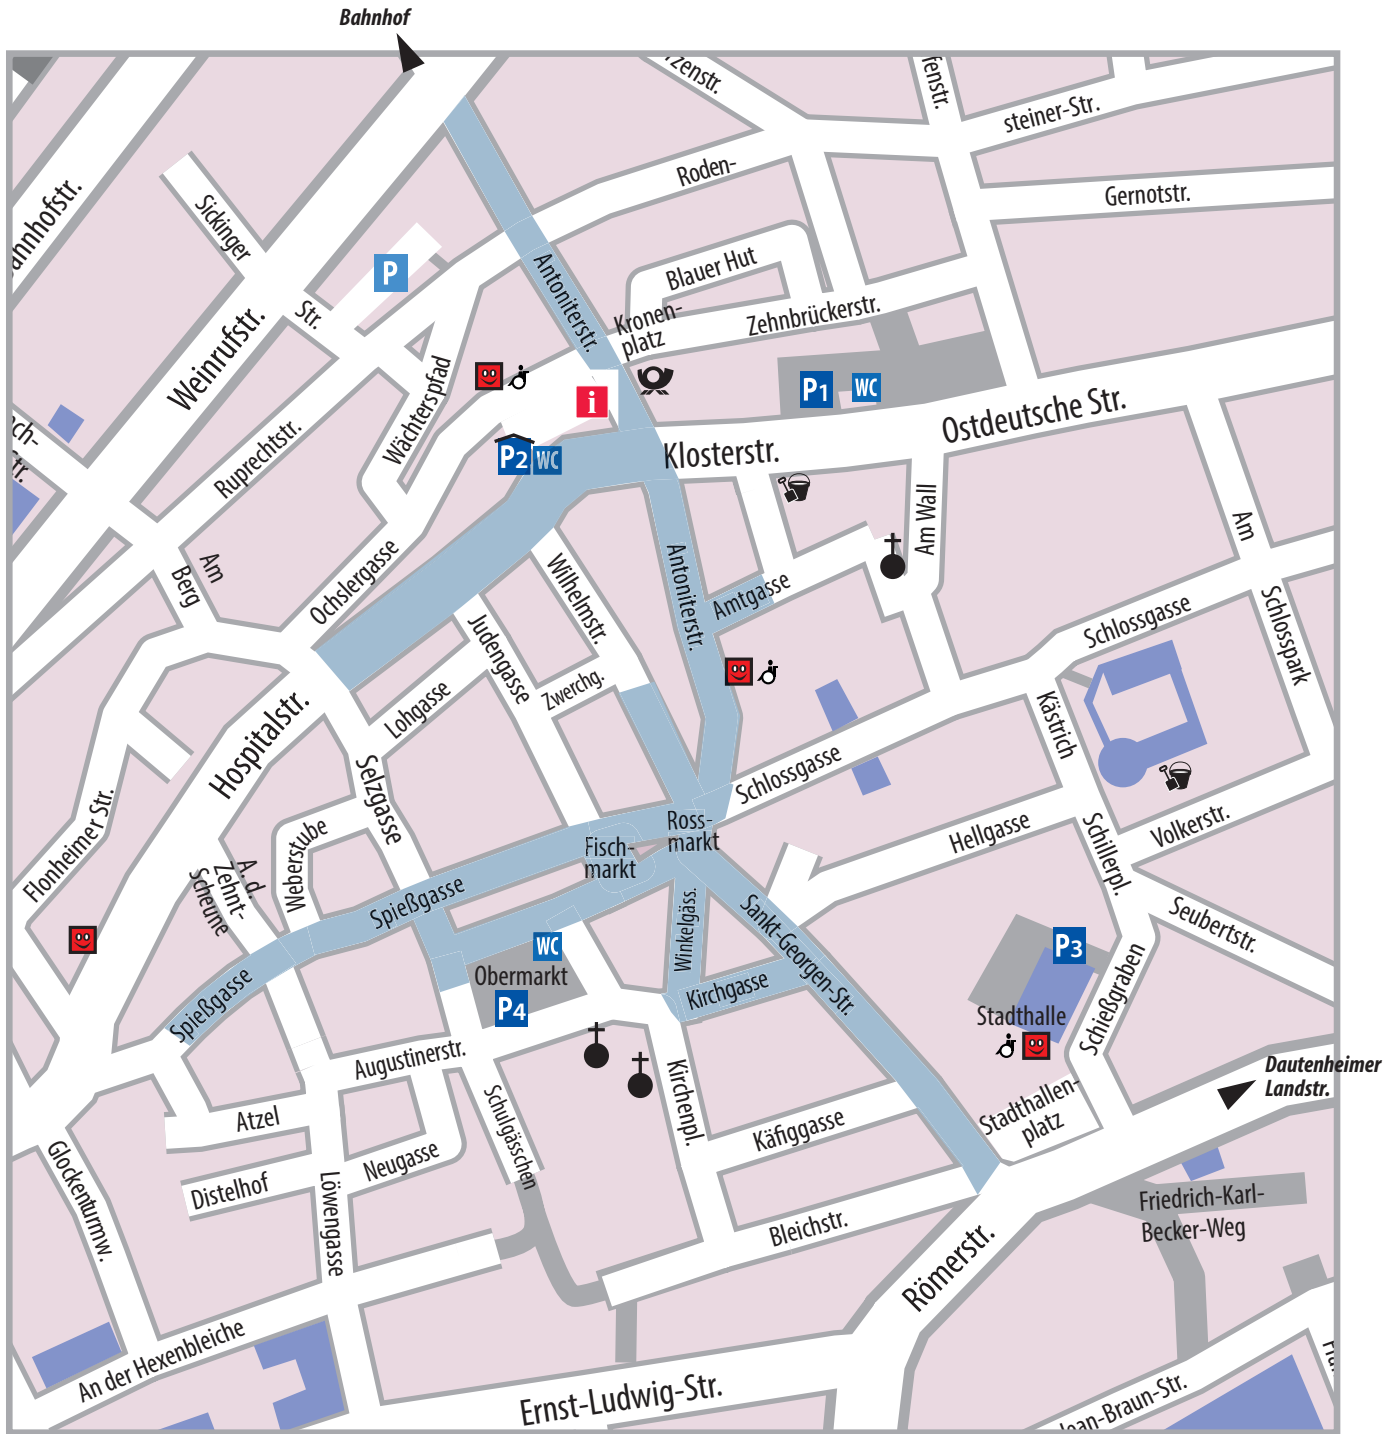 Bahnhof
rzenstr.
fenstr.
steiner-Str.
Roden-
Gernotstr.
ahnhofstr.
Sickinger
Str.
P
Blauer Hut
Antoniterstr.
Kronen-
platz
Zehnbrückerstr.
Weinrufstr.
Wächterspfad
i
P1
WC
Ostdeutsche Str.
ch-
tr.
Ruprechtstr.
P2
WC
Klosterstr.
Am Wall
Am
Schlosspark
Am
Berg
Ochslergasse
Wilhelmstr.
Antoniterstr.
Amtgasse
Schlossgasse
Judengasse
Zwerchg.
Lohgasse
Hospitalstr.
Selzgasse
Kästrich
Schlossgasse
Flonheimer Str.
Weberstube
A. d.
Zehnt-
Scheune
Ross-
markt
Fisch-
markt
Hellgasse
Schillerpl.
Volkerstr.
Spießgasse
Winkelgäss.
Sankt-Georgen-Str.
Seubertstr.
WC
Obermarkt
P4
Kirchgasse
P3
Stadthalle
Schießgraben
Spießgasse
Augustinerstr.
Kirchenpl.
Dautenheimer
Landstr.
Stadthallen-
platz
Atzel
Schulgässchen
Käfiggasse
Neugasse
Distelhof
Glockenturmw.
Löwengasse
Bleichstr.
Friedrich-Karl-
Becker-Weg
Römerstr.
An der Hexenbleiche
Ernst-Ludwig-Str.
Jean-Braun-Str.